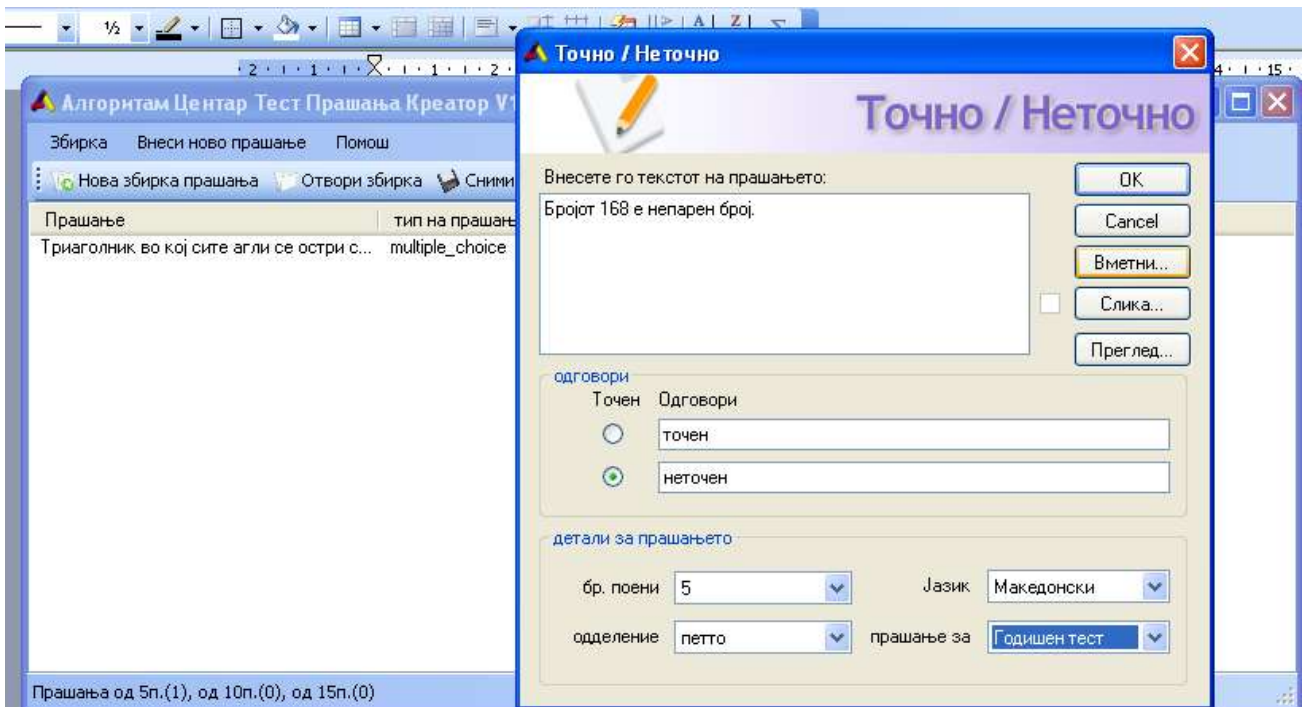 ½
A Z
2 · 1 · 1 · 1 · 1 · 1 · 2 ·
4 · 1 · 15 ·
Алгоритам Центар Тест Прашања Креатор V1
Збирка Внеси ново прашање Помош
Нова збирка прашања Отвори збирка Сними
Прашање тип на прашањ
Триаголник во кој сите агли се остри с... multiple_choice
Прашања од 5п.(1), од 10п.(0), од 15п.(0)
Точно / Неточно
Точно / Неточно
Внесете го текстот на прашањето:
Бројот 168 е непарен број.
OK
Cancel
Вметни...
Слика...
Преглед...
одговори
Точен Одговори
точен
неточен
детали за прашањето
бр. поени 5 Јазик Македонски
одделение петто прашање за Годишен тест